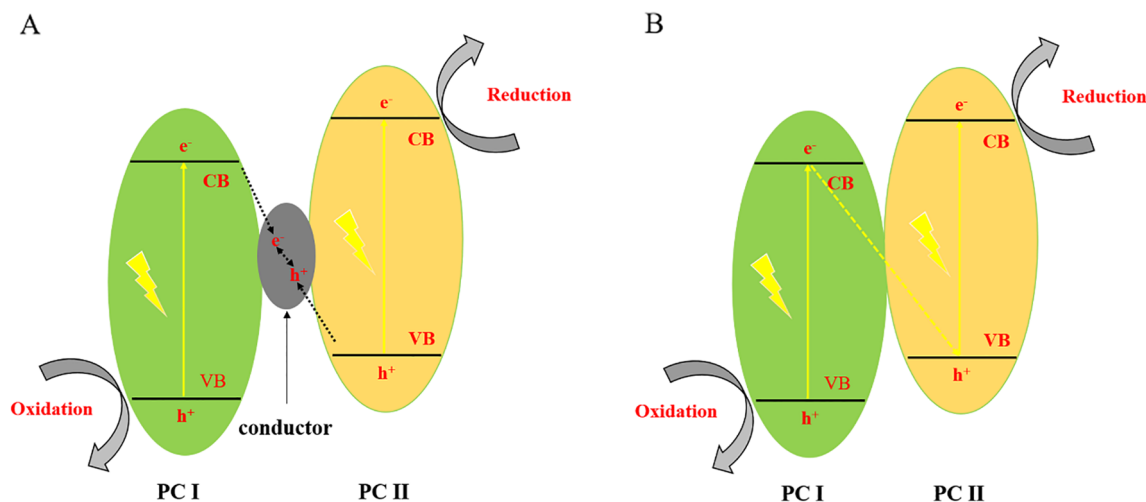 A
e⁻
Reduction
CB
e⁻
CB
e⁻
h⁺
VB
h⁺
VB
h⁺
Oxidation
conductor
PC I
PC II
B
e⁻
Reduction
CB
e⁻
CB
VB
h⁺
VB
h⁺
Oxidation
PC I
PC II